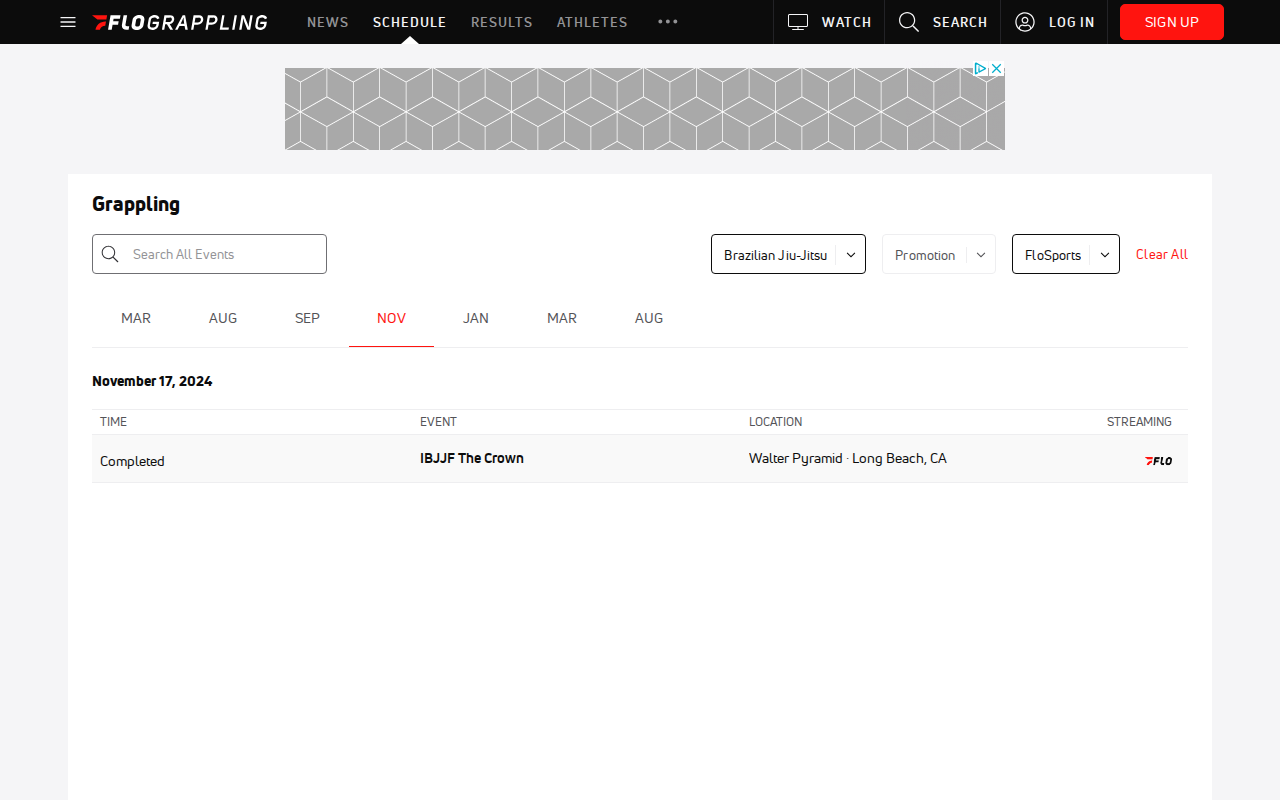 FLOGRAPPLING NEWS SCHEDULE RESULTS ATHLETES ••• WATCH SEARCH LOG IN SIGN UP
Grappling
Search All Events Brazilian Jiu-Jitsu Promotion FloSports Clear All
MAR AUG SEP NOV JAN MAR AUG
November 17, 2024
TIME EVENT LOCATION STREAMING
Completed IBJJF The Crown Walter Pyramid · Long Beach, CA FLO